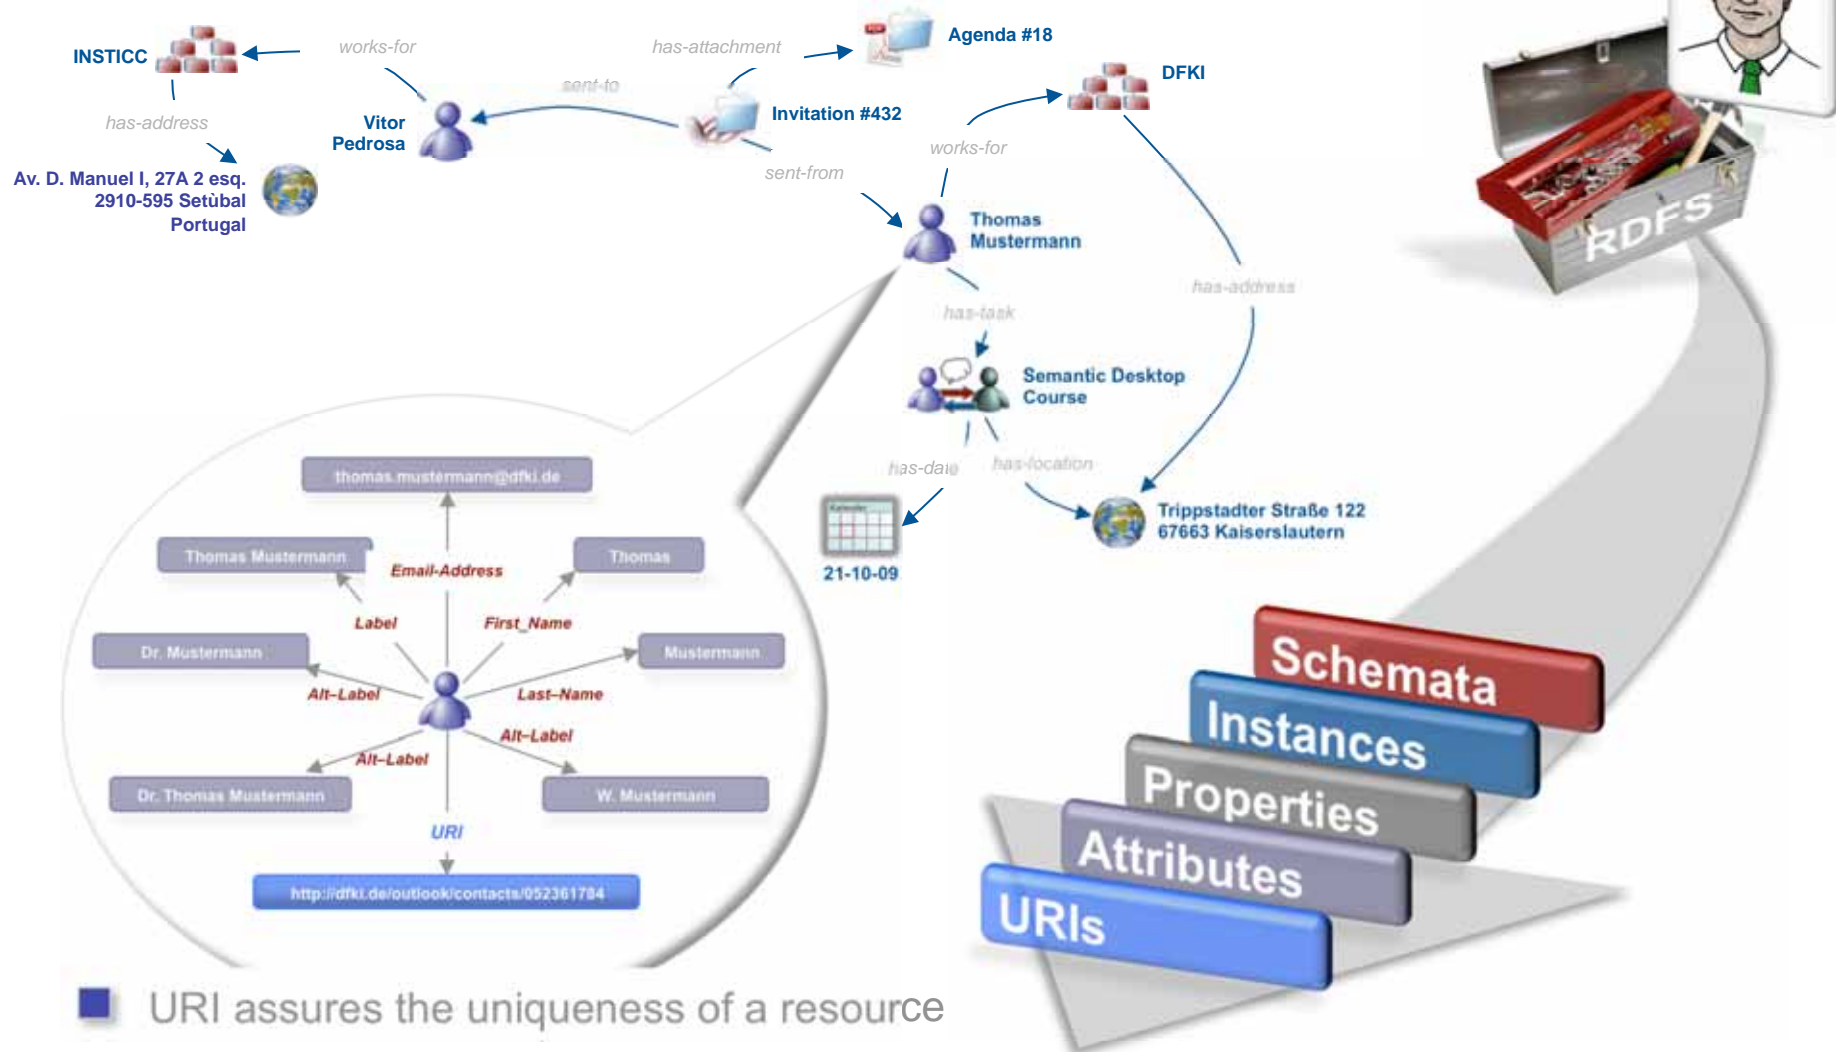 INSTICC
works-for
has-attachment
Agenda #18
DFKI
sent-to
Invitation #432
has-address
Vitor
Pedrosa
works-for
sent-from
Av. D. Manuel I, 27A 2 esq.
2910-595 Setùbal
Portugal
Thomas
Mustermann
RDFS
has-address
has-task
Semantic Desktop
Course
has-date
has-location
Kalender
21-10-09
Trippstadter Straße 122
67663 Kaiserslautern
thomas.mustermann@dfki.de
Thomas Mustermann
Email-Address
Thomas
Label
First_Name
Dr. Mustermann
Mustermann
Alt–Label
Last–Name
Alt–Label
Alt–Label
Dr. Thomas Mustermann
W. Mustermann
URI
http://dfki.de/outlook/contacts/052361784
Schemata
Instances
Properties
Attributes
URIs
URI assures the uniqueness of a resource
PDF